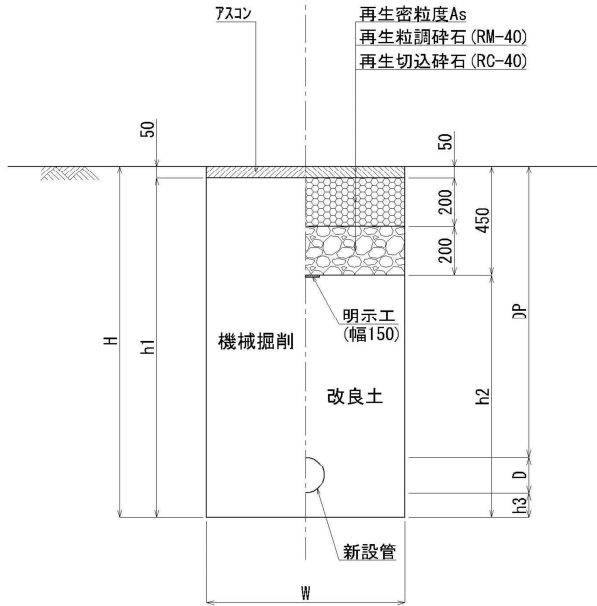 アスコン
再生密粒度As
再生粒調砕石(RM-40)
再生切込砕石(RC-40)
50
50
200
450
200
DP
明示工
(幅150)
機械掘削
H
h1
h2
改良土
D
h3
新設管
W